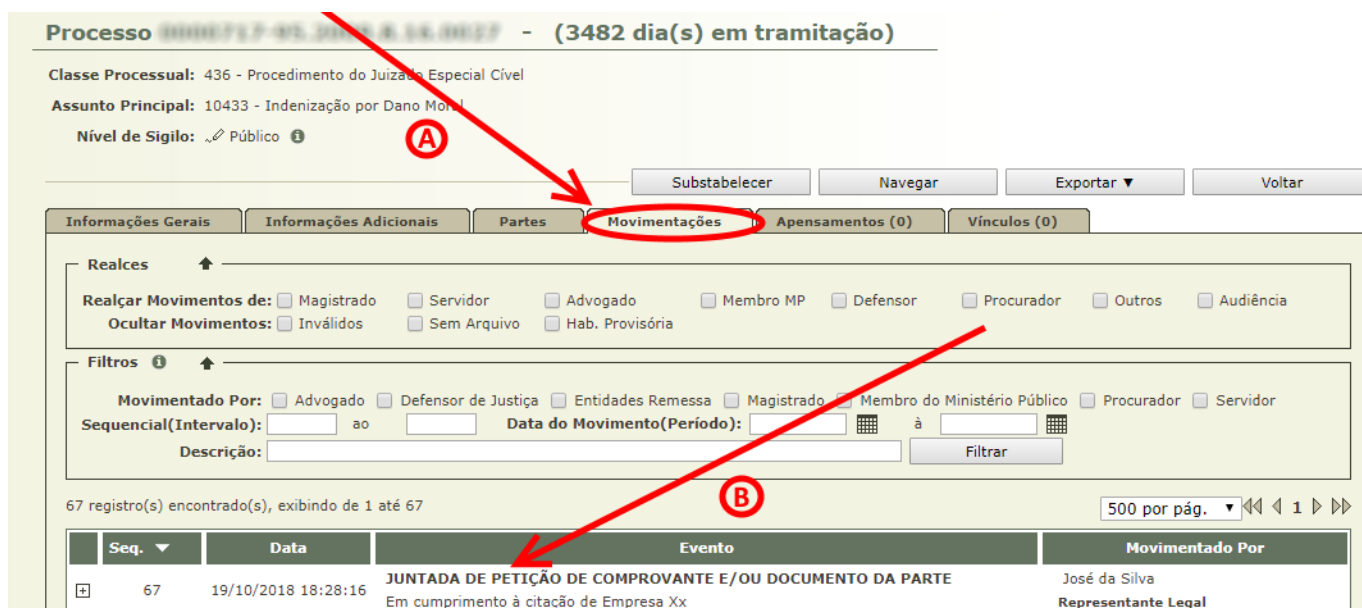 Processo - (3482 dia(s) em tramitação)
Classe Processual: 436 - Procedimento do Juizado Especial Cível
Assunto Principal: 10433 - Indenização por Dano Moral
Nível de Sigilo: Público
A
Substabelecer Navegar Exportar ▼ Voltar
Informações Gerais Informações Adicionais Partes Movimentações Apensamentos (0) Vínculos (0)
Realces
Realçar Movimentos de: Magistrado Servidor Advogado Membro MP Defensor Procurador Outros Audiência
Ocultar Movimentos: Inválidos Sem Arquivo Hab. Provisória
Filtros
Movimentado Por: Advogado Defensor de Justiça Entidades Remessa Magistrado Membro do Ministério Público Procurador Servidor
Sequencial(Intervalo): ao Data do Movimento(Período): à
Descrição: Filtrar
B
67 registro(s) encontrado(s), exibindo de 1 até 67 500 por pág. ▼ 1
Seq. ▼ Data Evento Movimentado Por
67 19/10/2018 18:28:16 JUNTADA DE PETIÇÃO DE COMPROVANTE E/OU DOCUMENTO DA PARTE José da Silva
Em cumprimento à citação de Empresa Xx Representante Legal